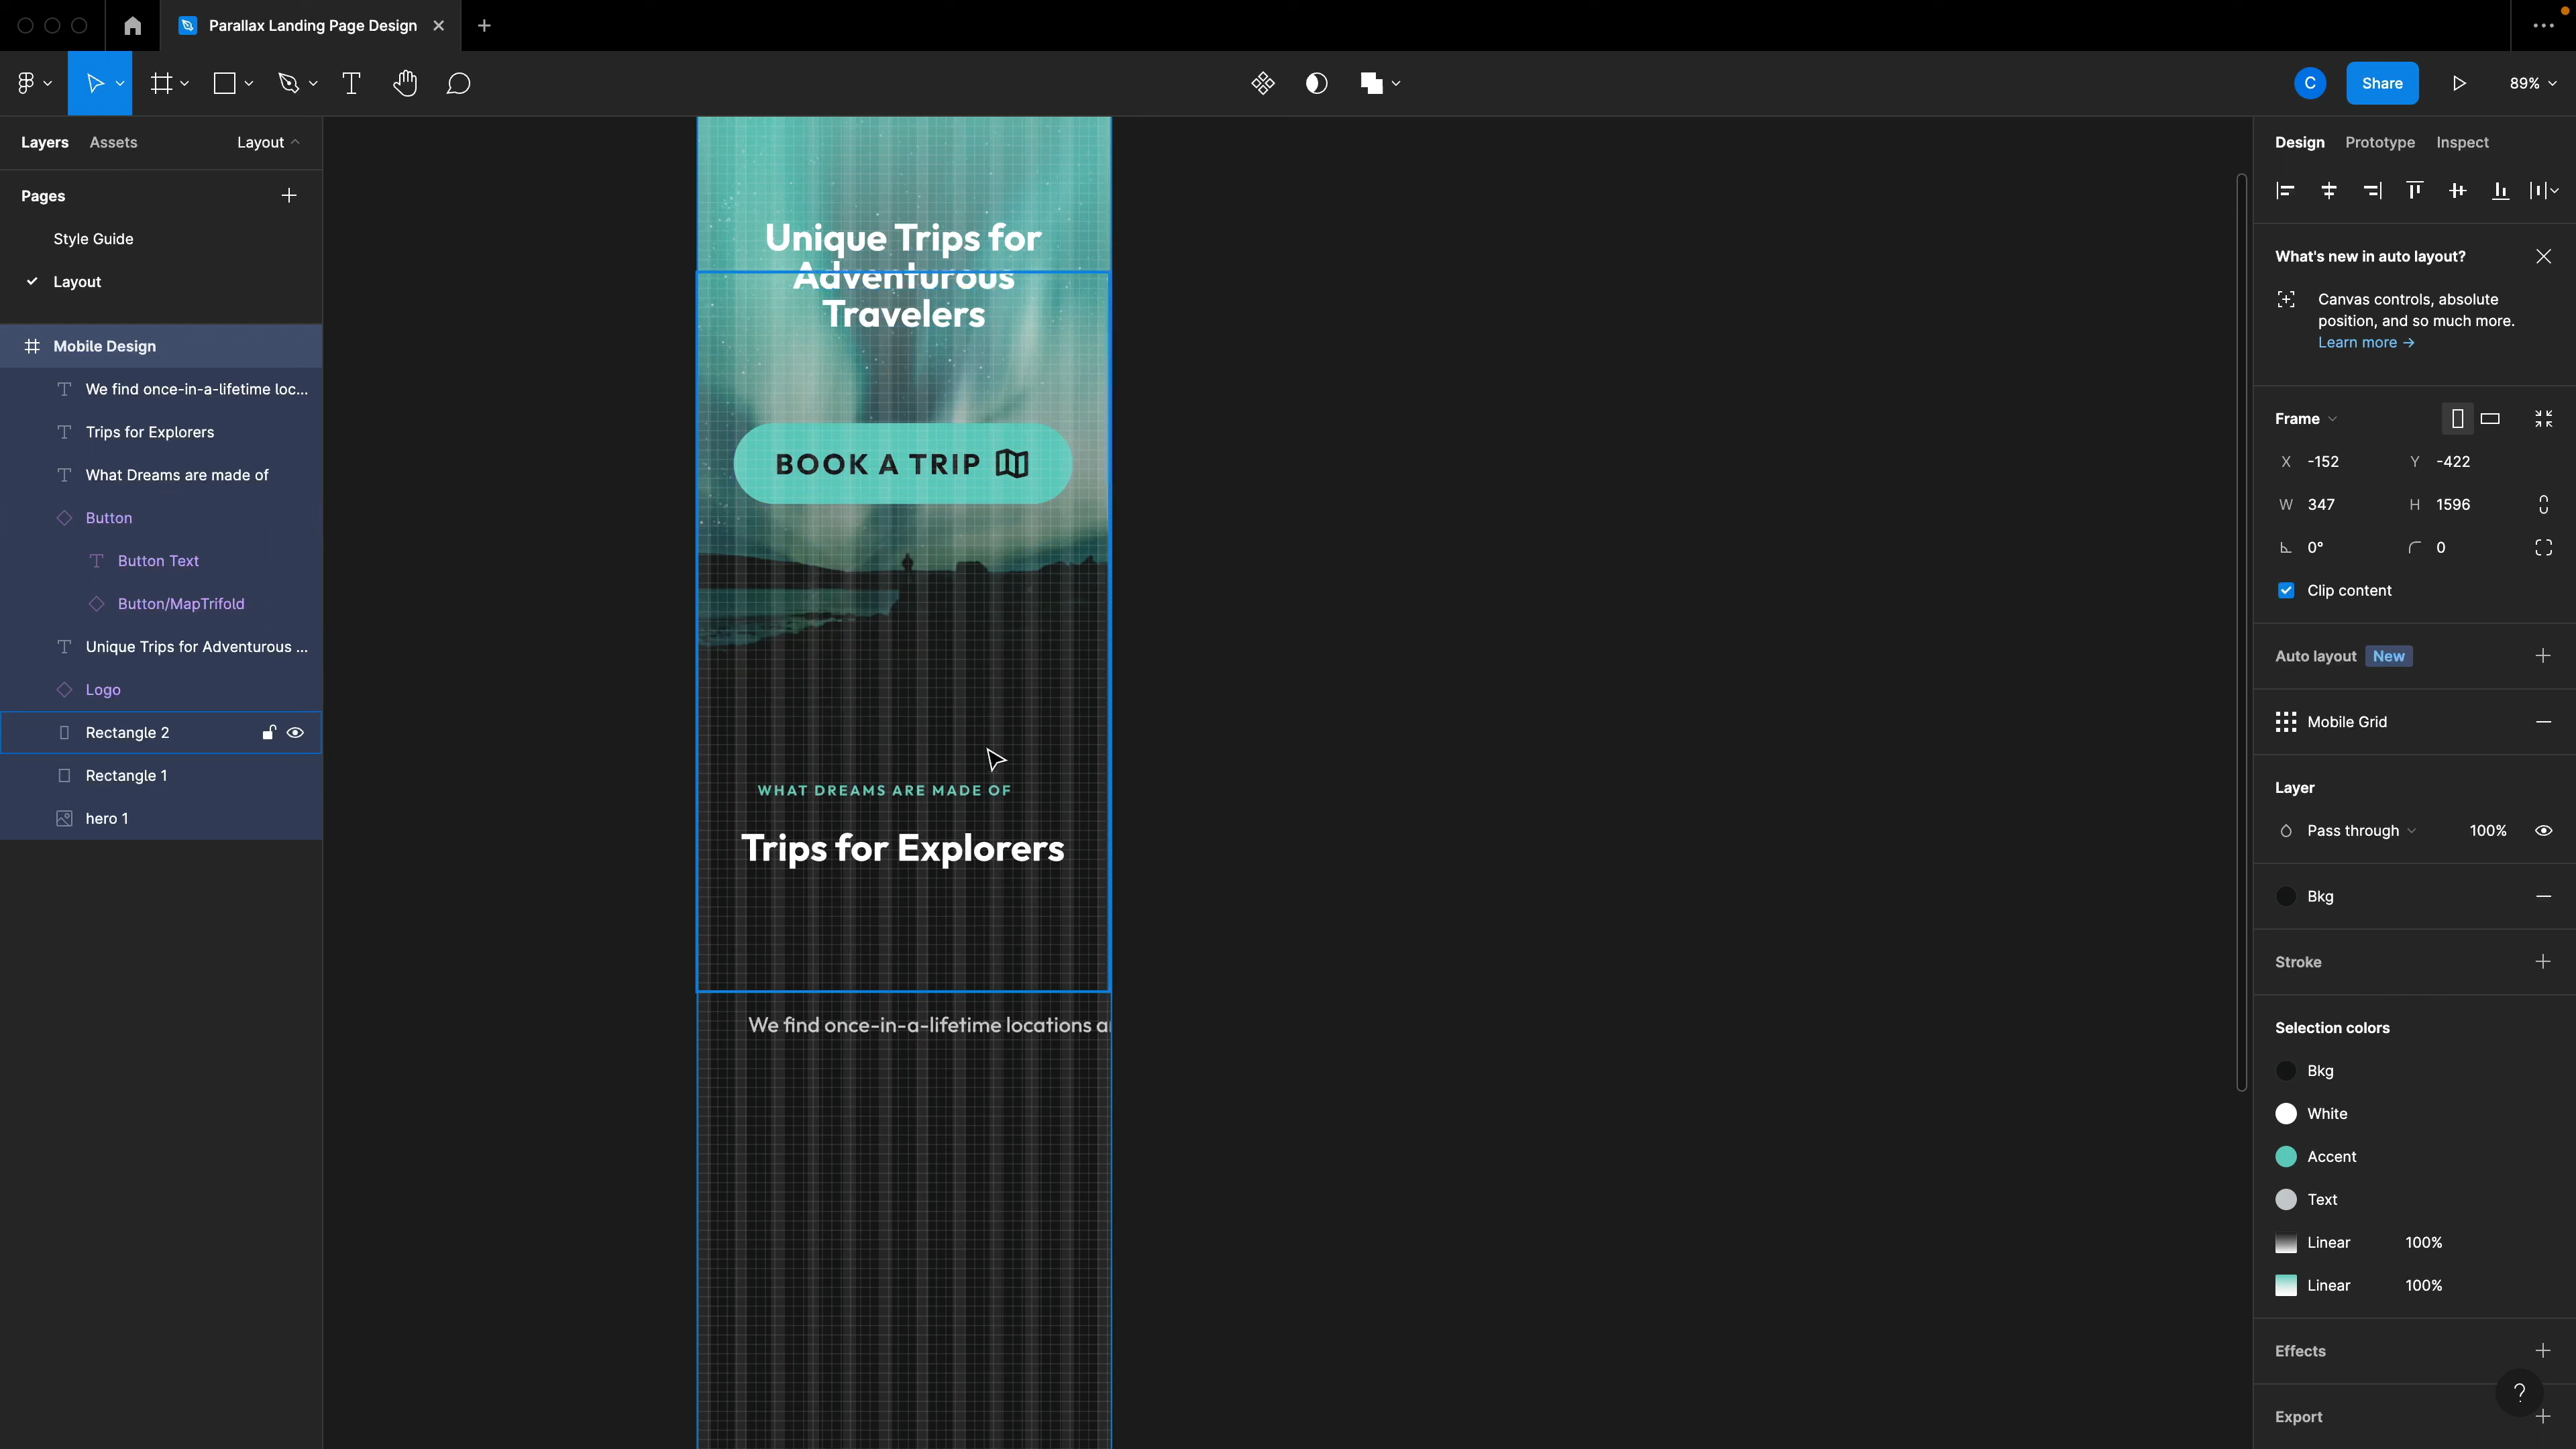 Parallax Landing Page Design
C
Share
89%
Layers
Assets
Layout
Pages
Style Guide
Layout
Mobile Design
We find once-in-a-lifetime loc...
Trips for Explorers
What Dreams are made of
Button
Button Text
Button/MapTrifold
Unique Trips for Adventurous ...
Logo
Rectangle 2
Rectangle 1
hero 1
Unique Trips for
Adventurous
Travelers
BOOK A TRIP
WHAT DREAMS ARE MADE OF
Trips for Explorers
We find once-in-a-lifetime locations a
Design
Prototype
Inspect
What's new in auto layout?
Canvas controls, absolute
position, and so much more.
Learn more →
Frame
X -152
Y -422
W 347
H 1596
0°
0
Clip content
Auto layout
New
Mobile Grid
Layer
Pass through
100%
Bkg
Stroke
Selection colors
Bkg
White
Accent
Text
Linear 100%
Linear 100%
Effects
?
Export